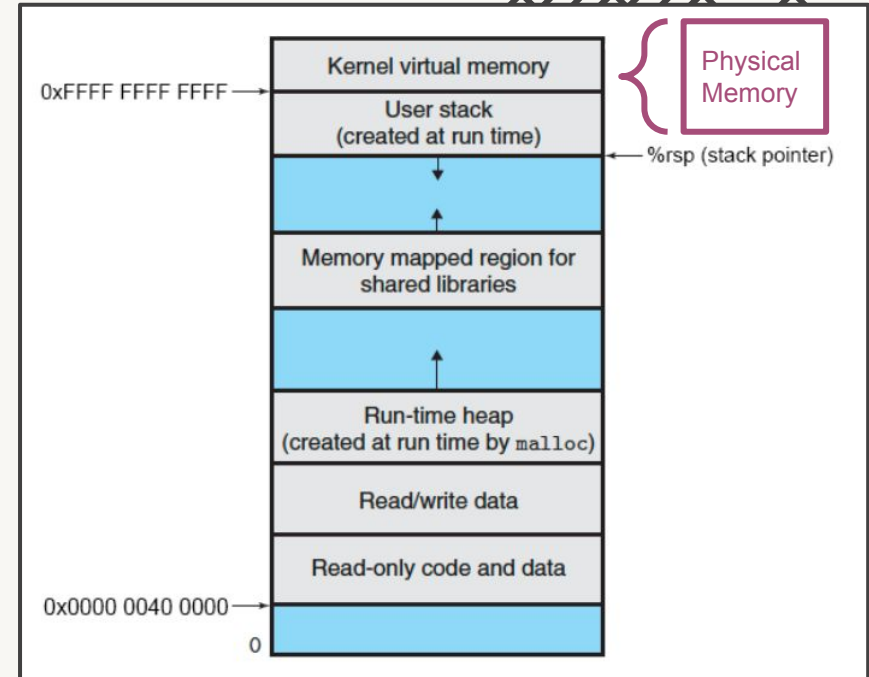 Kernel virtual memory
Physical
Memory
0xFFFF FFFF FFFF
User stack
(created at run time)
%rsp (stack pointer)
Memory mapped region for
shared libraries
Run-time heap
(created at run time by malloc)
Read/write data
Read-only code and data
0x0000 0040 0000
0